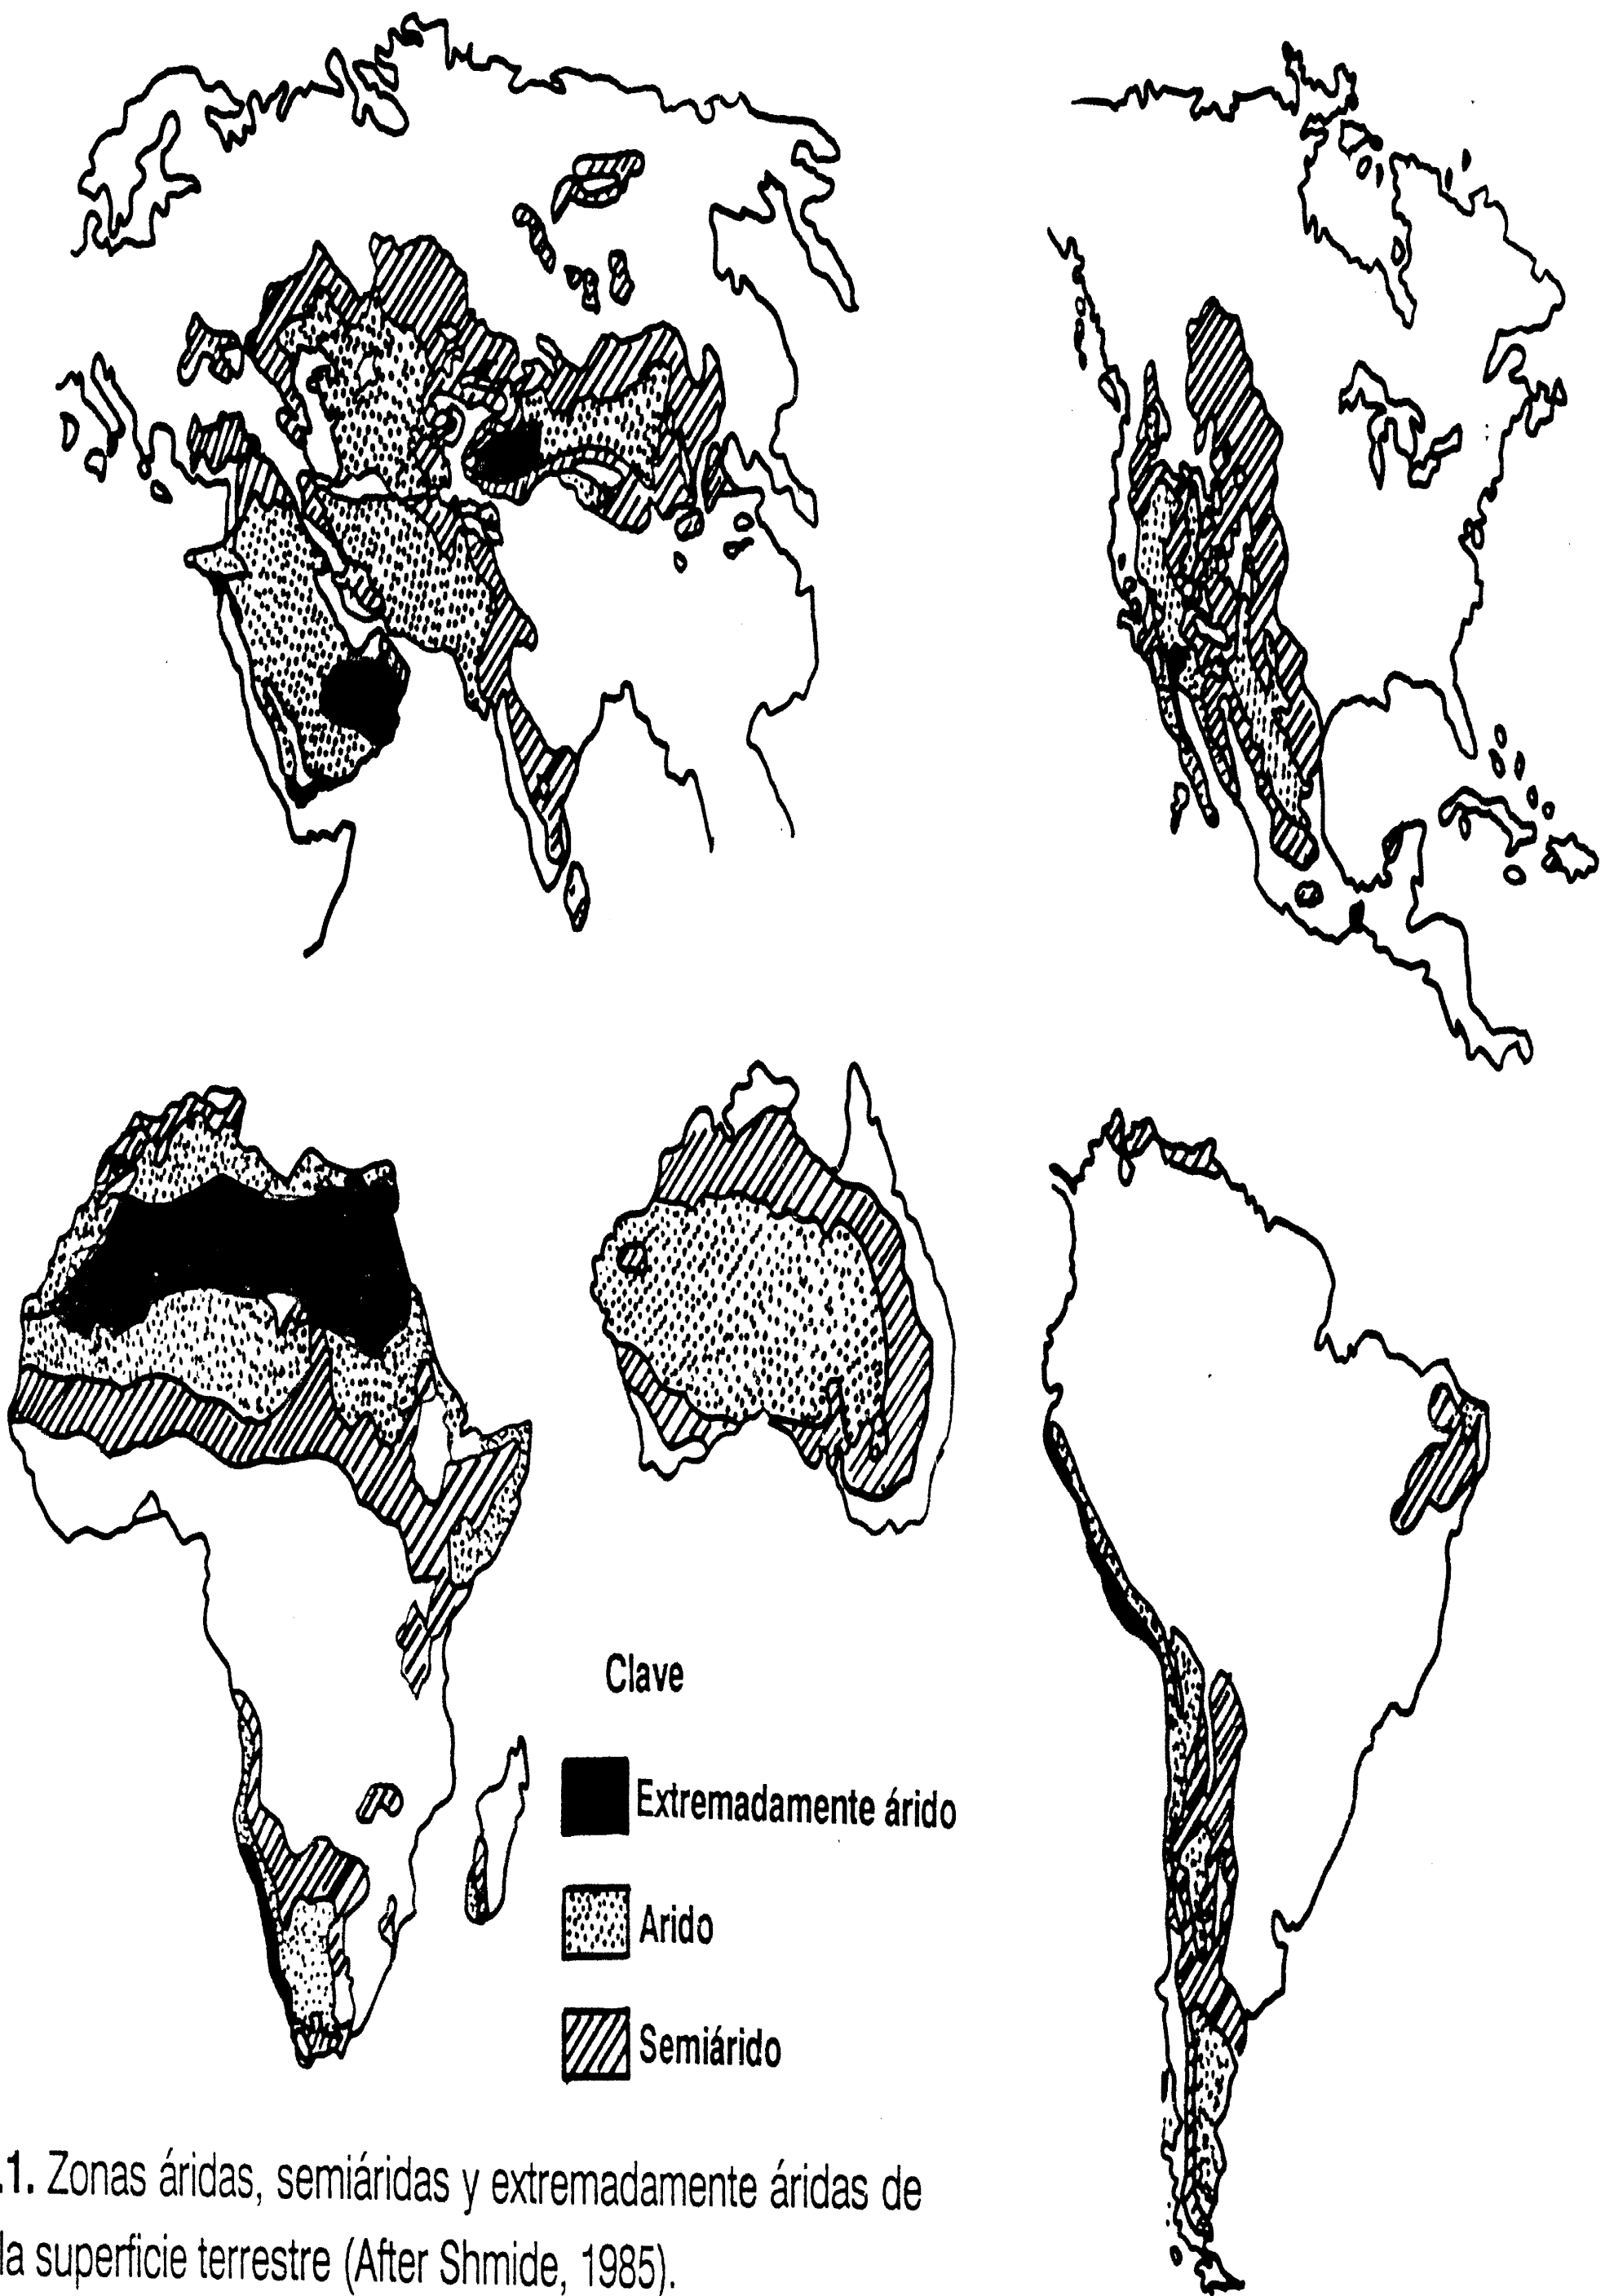 Clave
Extremadamente árido
Arido
Semiárido
.1. Zonas áridas, semiáridas y extremadamente áridas de
la superficie terrestre (After Shmide, 1985).